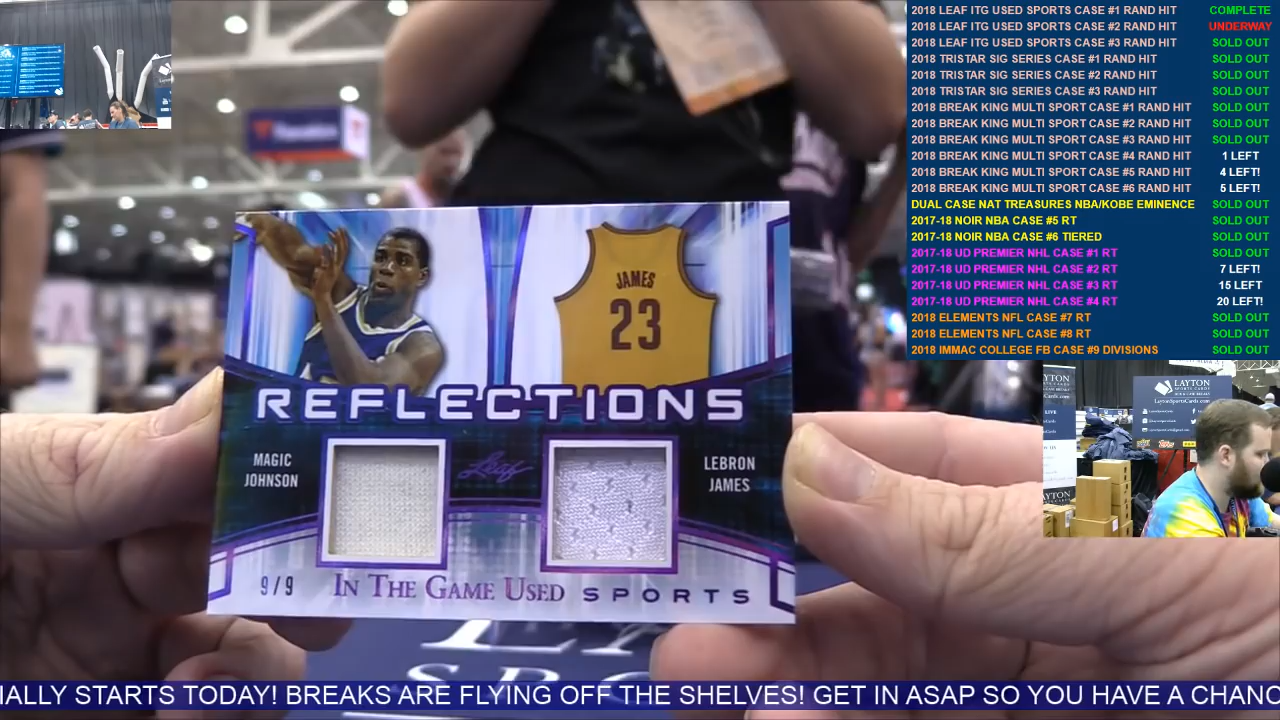 2018 LEAF ITG USED SPORTS CASE #1 RAND HIT COMPLETE
2018 LEAF ITG USED SPORTS CASE #2 RAND HIT UNDERWAY
2018 LEAF ITG USED SPORTS CASE #3 RAND HIT SOLD OUT
2018 TRISTAR SIG SERIES CASE #1 RAND HIT SOLD OUT
2018 TRISTAR SIG SERIES CASE #2 RAND HIT SOLD OUT
2018 TRISTAR SIG SERIES CASE #3 RAND HIT SOLD OUT
2018 BREAK KING MULTI SPORT CASE #1 RAND HIT SOLD OUT
2018 BREAK KING MULTI SPORT CASE #2 RAND HIT SOLD OUT
2018 BREAK KING MULTI SPORT CASE #3 RAND HIT SOLD OUT
2018 BREAK KING MULTI SPORT CASE #4 RAND HIT 1 LEFT
2018 BREAK KING MULTI SPORT CASE #5 RAND HIT 4 LEFT!
2018 BREAK KING MULTI SPORT CASE #6 RAND HIT 5 LEFT!
DUAL CASE NAT TREASURES NBA/KOBE EMINENCE SOLD OUT
2017-18 NOIR NBA CASE #5 RT SOLD OUT
2017-18 NOIR NBA CASE #6 TIERED SOLD OUT
2017-18 UD PREMIER NHL CASE #1 RT SOLD OUT
2017-18 UD PREMIER NHL CASE #2 RT 7 LEFT!
2017-18 UD PREMIER NHL CASE #3 RT 15 LEFT!
2017-18 UD PREMIER NHL CASE #4 RT 20 LEFT!
2018 ELEMENTS NFL CASE #7 RT SOLD OUT
2018 ELEMENTS NFL CASE #8 RT SOLD OUT
2018 IMMAC COLLEGE FB CASE #9 DIVISIONS SOLD OUT
JAMES
23
REFLECTIONS
MAGIC
JOHNSON
Leaf
LEBRON
JAMES
9/9
IN THE GAME USED SPORTS
LAYTON
SPORTS CARDS
LAYTON
SPORTS CARDS
LaytonSportsCards.com
LIVE
LAYTON
IALLY STARTS TODAY! BREAKS ARE FLYING OFF THE SHELVES! GET IN ASAP SO YOU HAVE A CHANC